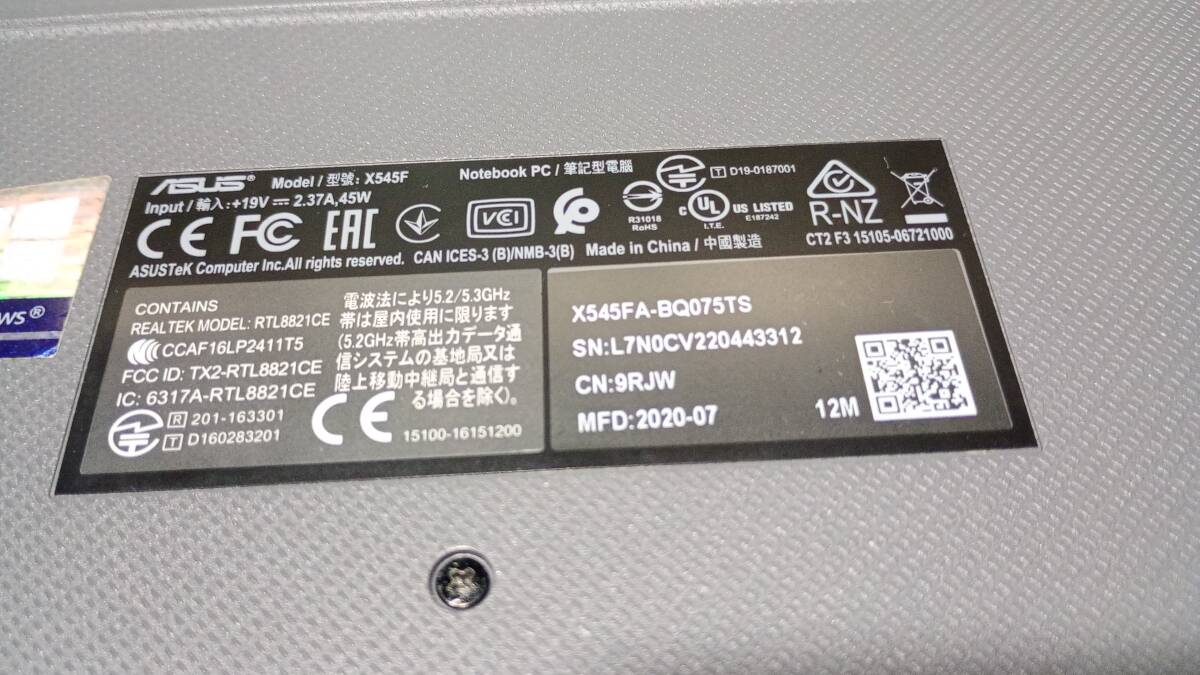 ASUS® Model / 型號: X545F Notebook PC / 筆記型電腦 T D19-0187001
Input / 輸入: +19V ⎓ 2.37A, 45W
CE FC EAC VCI R31018 RoHS c UL US LISTED I.T.E. E187242 R-NZ
ASUSTeK Computer Inc.All rights reserved. CAN ICES-3 (B)/NMB-3(B) Made in China / 中國製造 CT2 F3 15105-06721000
CONTAINS
REALTEK MODEL: RTL8821CE
CCAF16LP2411T5
FCC ID: TX2-RTL8821CE
IC: 6317A-RTL8821CE
R 201-163301
T D160283201
電波法により5.2/5.3GHz
帯は屋内使用に限ります
(5.2GHz帯高出力データ通
信システムの基地局又は
陸上移動中継局と通信す
る場合を除く)。
CE 15100-16151200
X545FA-BQ075TS
SN:L7N0CV220443312
CN:9RJW
MFD:2020-07 12M
ws®